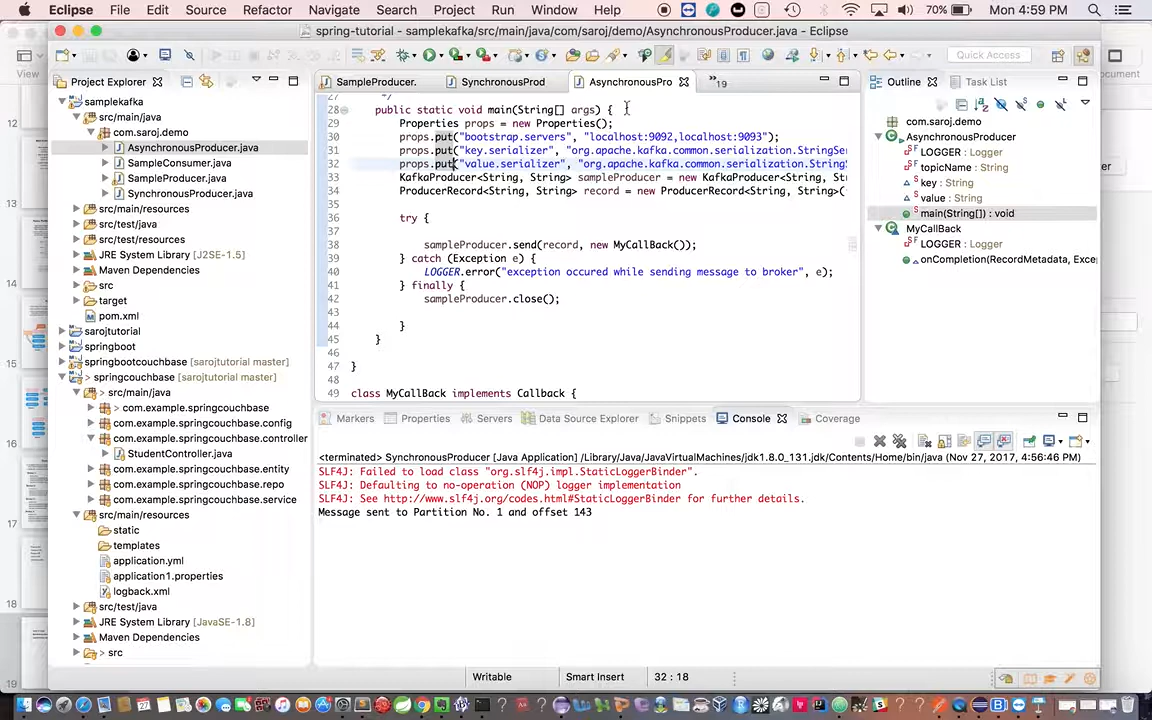 Eclipse File Edit Source Refactor Navigate Search Project Run Window Help 70% Mon 4:59 PM
spring-tutorial - samplekafka/src/main/java/com/saroj/demo/AsynchronousProducer.java - Eclipse
View
Quick Access
Project Explorer
SampleProducer.
SynchronousProd
AsynchronousPro
»19
Outline
Task List
samplekafka
src/main/java
com.saroj.demo
AsynchronousProducer.java
SampleConsumer.java
SampleProducer.java
SynchronousProducer.java
src/main/resources
src/test/java
src/test/resources
JRE System Library [J2SE-1.5]
Maven Dependencies
src
target
pom.xml
sarojtutorial
springboot
springbootcouchbase [sarojtutorial master]
> springcouchbase [sarojtutorial master]
> src/main/java
> com.example.springcouchbase
com.example.springcouchbase.config
com.example.springcouchbase.controller
StudentController.java
com.example.springcouchbase.entity
com.example.springcouchbase.repo
com.example.springcouchbase.service
src/main/resources
static
templates
application.yml
application1.properties
logback.xml
src/test/java
JRE System Library [JavaSE-1.8]
Maven Dependencies
> src
27 */
28 public static void main(String[] args) {
29 Properties props = new Properties();
30 props.put("bootstrap.servers", "localhost:9092,localhost:9093");
31 props.put("key.serializer", "org.apache.kafka.common.serialization.StringSer
32 props.put("value.serializer", "org.apache.kafka.common.serialization.StringS
33 KafkaProducer<String, String> sampleProducer = new KafkaProducer<String, St
34 ProducerRecord<String, String> record = new ProducerRecord<String, String>(
35
36 try {
37
38 sampleProducer.send(record, new MyCallBack());
39 } catch (Exception e) {
40 LOGGER.error("exception occured while sending message to broker", e);
41 } finally {
42 sampleProducer.close();
43
44 }
45 }
46
47 }
48
49 class MyCallBack implements Callback {
com.saroj.demo
AsynchronousProducer
LOGGER : Logger
topicName : String
key : String
value : String
main(String[]) : void
MyCallBack
LOGGER : Logger
onCompletion(RecordMetadata, Exce
Markers
Properties
Servers
Data Source Explorer
Snippets
Console
Coverage
<terminated> SynchronousProducer [Java Application] /Library/Java/JavaVirtualMachines/jdk1.8.0_131.jdk/Contents/Home/bin/java (Nov 27, 2017, 4:56:46 PM)
SLF4J: Failed to load class "org.slf4j.impl.StaticLoggerBinder".
SLF4J: Defaulting to no-operation (NOP) logger implementation
SLF4J: See http://www.slf4j.org/codes.html#StaticLoggerBinder for further details.
Message sent to Partition No. 1 and offset 143
Writable
Smart Insert
32 : 18
12
13
14
15
16
17
18
19